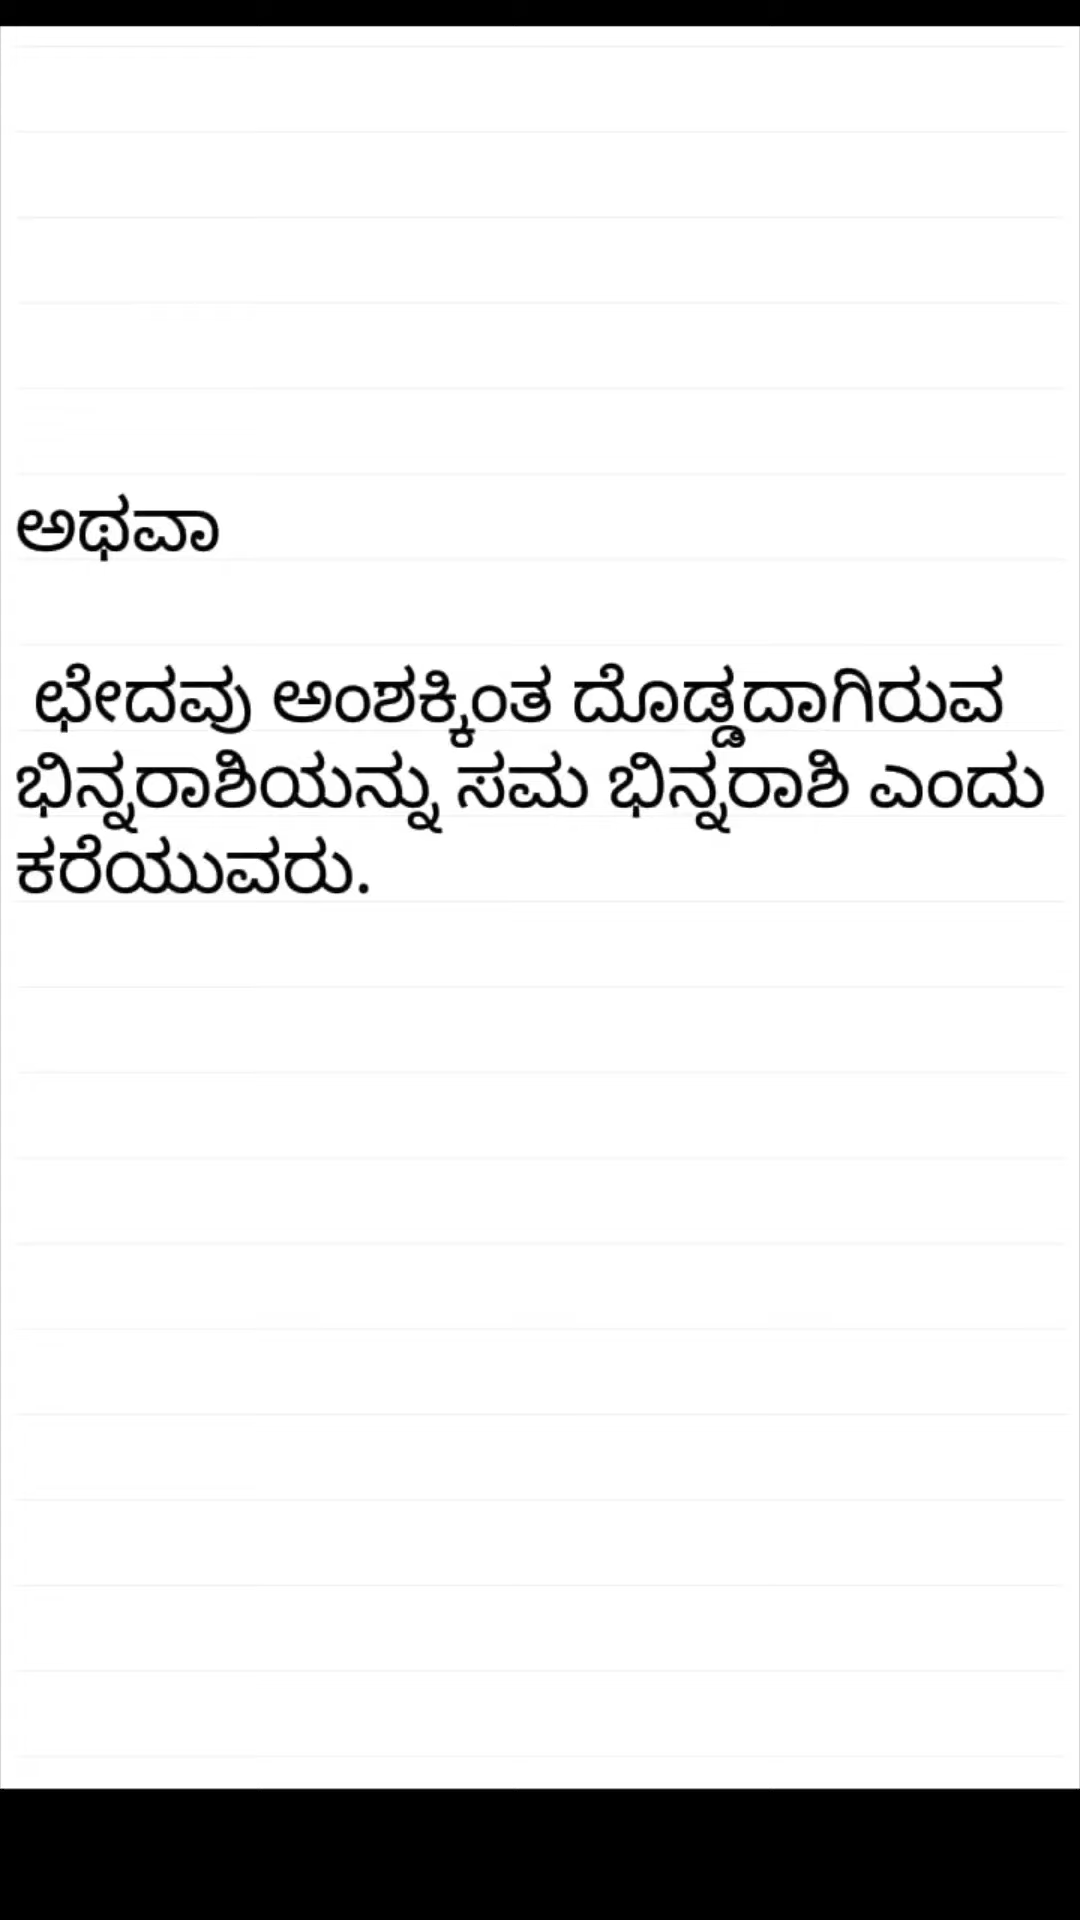 ಅಥವಾ
ಛೇದವು ಅಂಶಕ್ಕಿಂತ ದೊಡ್ಡದಾಗಿರುವ
ಭಿನ್ನರಾಶಿಯನ್ನು ಸಮ ಭಿನ್ನರಾಶಿ ಎಂದು
ಕರೆಯುವರು.